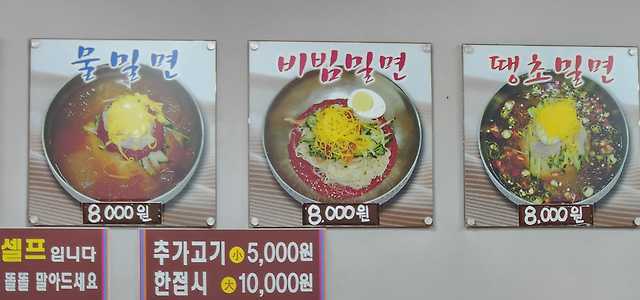 물밀면
비빔밀면
땡초밀면
8.000원
8.000원
8.000원
셀프입니다
똘똘 말아드세요
추가고기 小 5,000원
한접시 大 10,000원